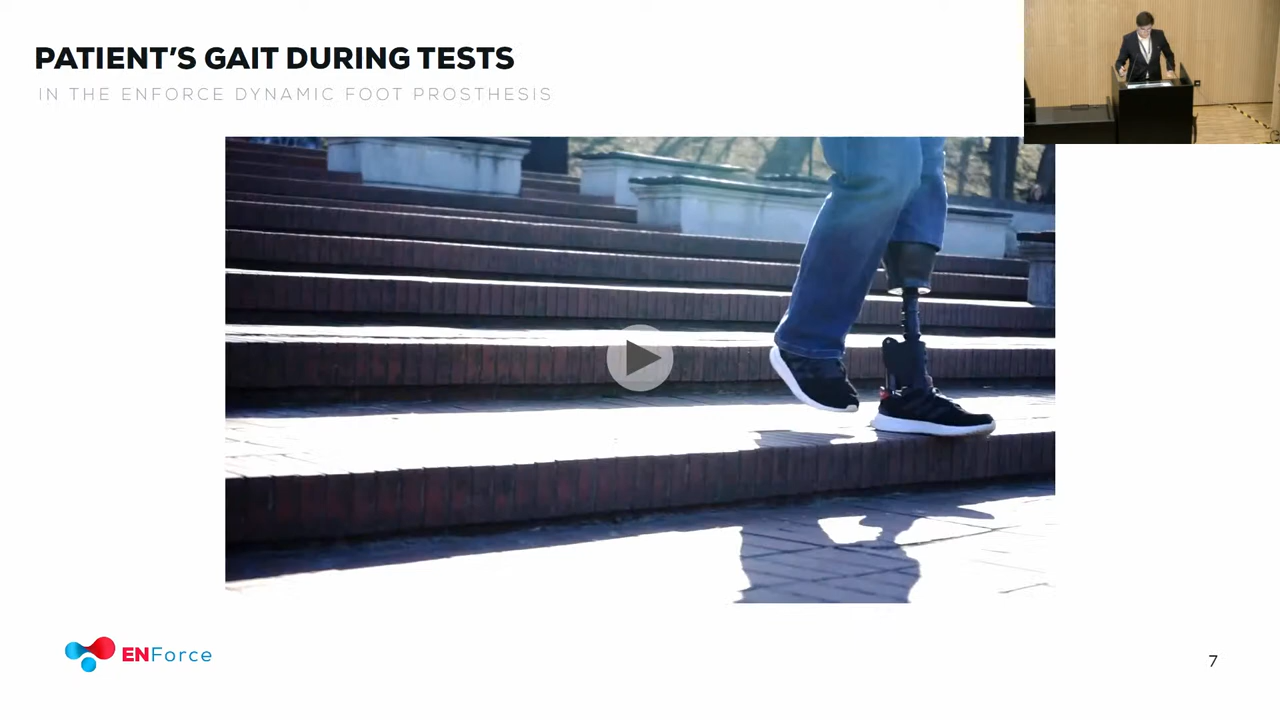 PATIENT'S GAIT DURING TESTS
IN THE ENFORCE DYNAMIC FOOT PROSTHESIS
ENForce
7